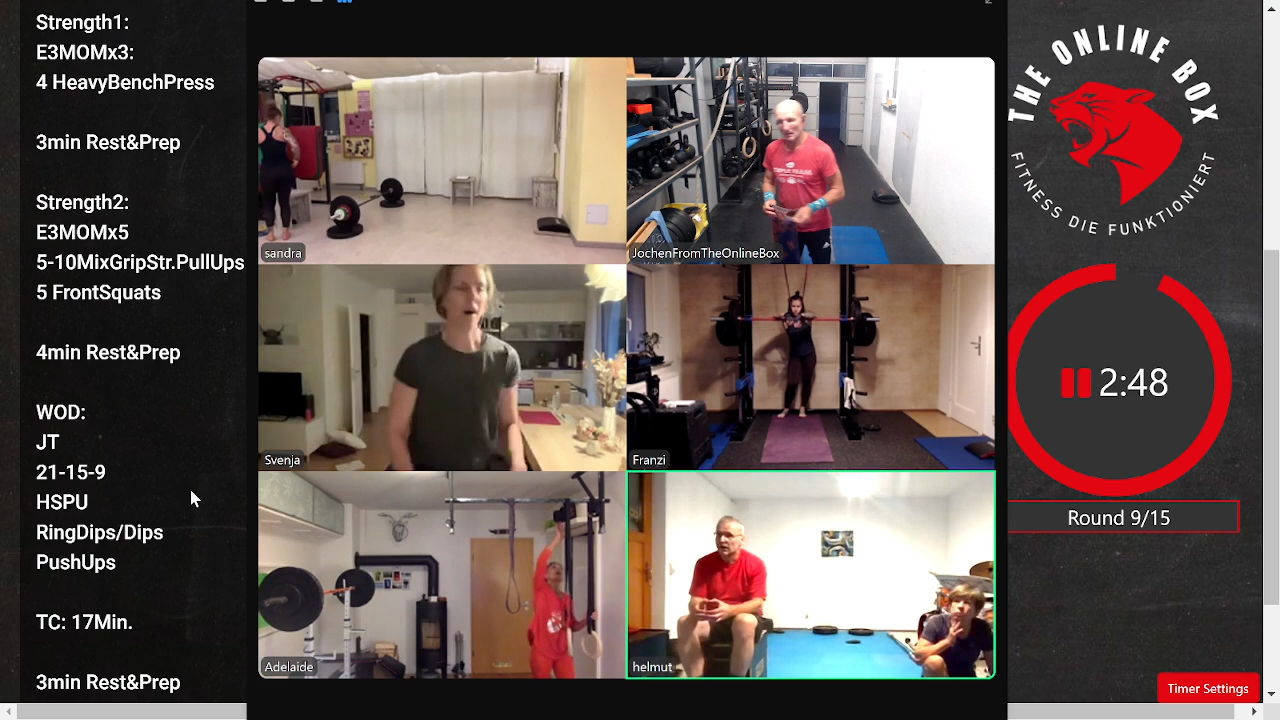 Strength1:
E3MOMx3:
4 HeavyBenchPress
3min Rest&Prep
Strength2:
E3MOMx5
5-10MixGripStr.PullUps
5 FrontSquats
4min Rest&Prep
WOD:
JT
21-15-9
HSPU
RingDips/Dips
PushUps
TC: 17Min.
3min Rest&Prep
sandra
JochenFromTheOnlineBox
Svenja
Franzi
Adelaide
helmut
THE ONLINE BOX
FITNESS DIE FUNKTIONIERT
2:48
Round 9/15
Timer Settings